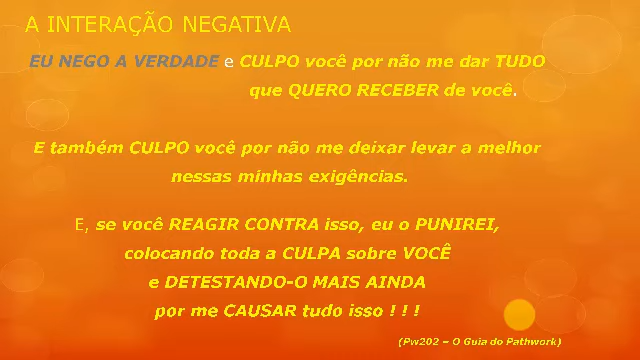 A INTERAÇÃO NEGATIVA
EU NEGO A VERDADE e CULPO você por não me dar TUDO
que QUERO RECEBER de você.
E também CULPO você por não me deixar levar a melhor
nessas minhas exigências.
E, se você REAGIR CONTRA isso, eu o PUNIREI,
colocando toda a CULPA sobre VOCÊ
e DETESTANDO-O MAIS AINDA
por me CAUSAR tudo isso ! ! !
(Pw202 – O Guia do Pathwork)